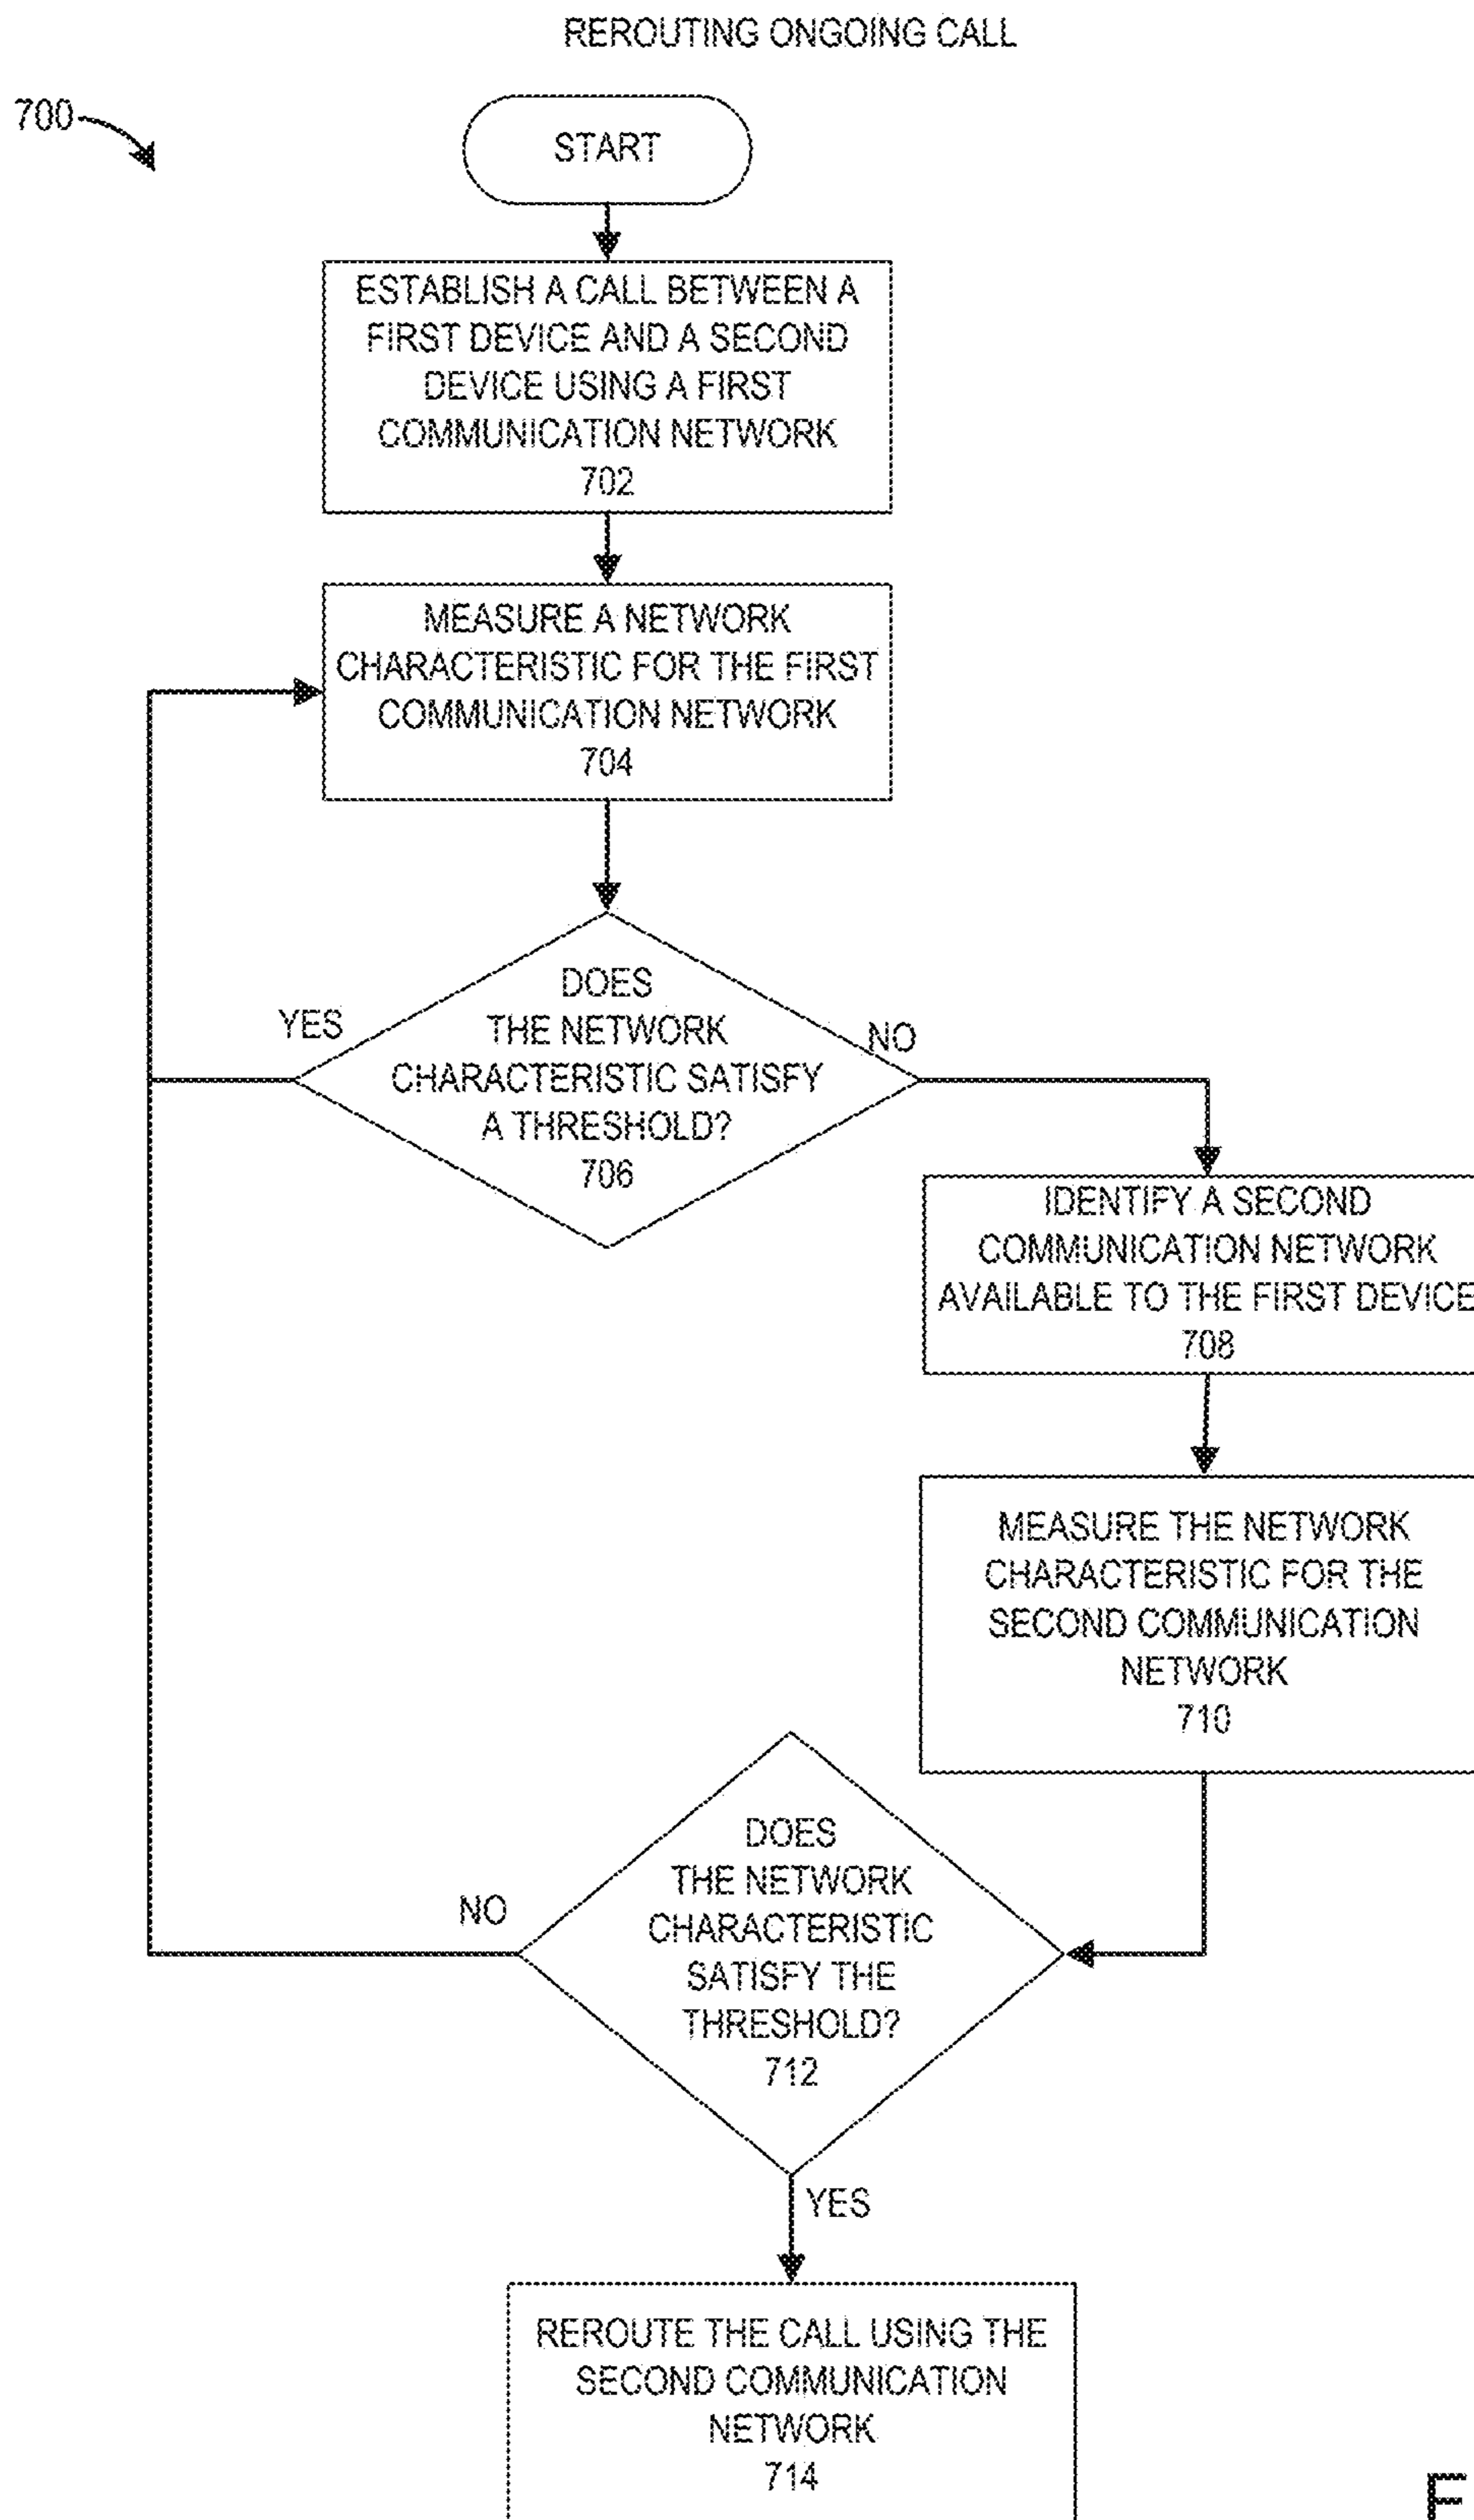 REROUTING ONGOING CALL
700
START
ESTABLISH A CALL BETWEEN A
FIRST DEVICE AND A SECOND
DEVICE USING A FIRST
COMMUNICATION NETWORK
702
MEASURE A NETWORK
CHARACTERISTIC FOR THE FIRST
COMMUNICATION NETWORK
704
DOES
THE NETWORK
CHARACTERISTIC SATISFY
A THRESHOLD?
706
YES
NO
IDENTIFY A SECOND
COMMUNICATION NETWORK
AVAILABLE TO THE FIRST DEVICE
708
MEASURE THE NETWORK
CHARACTERISTIC FOR THE
SECOND COMMUNICATION
NETWORK
710
DOES
THE NETWORK
CHARACTERISTIC
SATISFY THE
THRESHOLD?
712
NO
YES
REROUTE THE CALL USING THE
SECOND COMMUNICATION
NETWORK
714